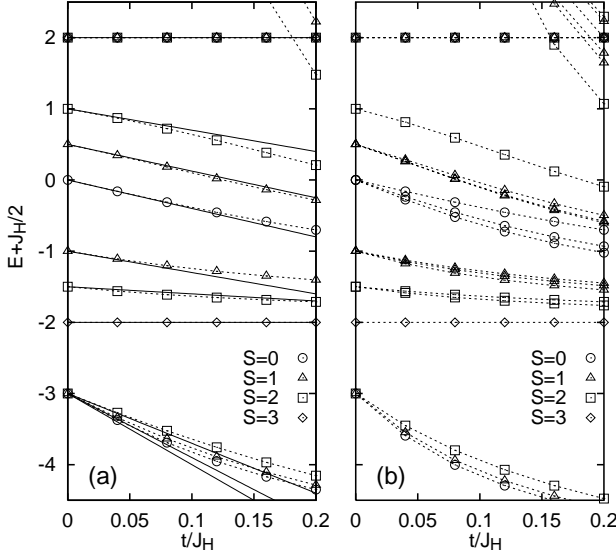 E+J_H/2
2
1
0
-1
-2
-3
-4
S=0
S=1
S=2
S=3
(a)
0 0.05 0.1 0.15 0.2
t/J_H
S=0
S=1
S=2
S=3
(b)
0 0.05 0.1 0.15 0.2
t/J_H